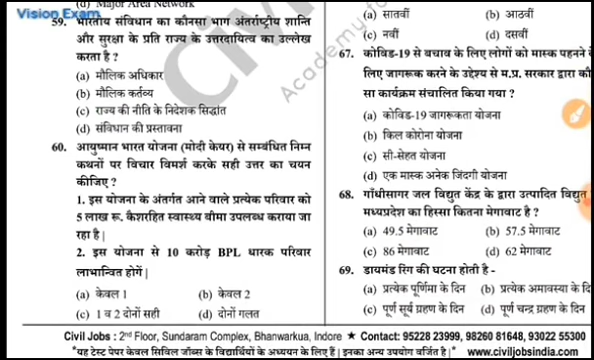 (d) Major Area Network
Vision Exam
59. भारतीय संविधान का कौनसा भाग अंतर्राष्ट्रीय शान्ति
और सुरक्षा के प्रति राज्य के उत्तरदायित्व का उल्लेख
करता है ?
(a) मौलिक अधिकार
(b) मौलिक कर्तव्य
(c) राज्य की नीति के निदेशक सिद्धांत
(d) संविधान की प्रस्तावना
60. आयुष्मान भारत योजना (मोदी केयर) से सम्बंधित निम्न
कथनों पर विचार विमर्श करके सही उत्तर का चयन
कीजिए ?
1. इस योजना के अंतर्गत आने वाले प्रत्येक परिवार को
5 लाख रू. कैशरहित स्वास्थ्य बीमा उपलब्ध कराया जा
रहा है |
2. इस योजना से 10 करोड़ BPL धारक परिवार
लाभान्वित होगें |
(a) केवल 1 (b) केवल 2
(c) 1 व 2 दोनों सही (d) दोनों गलत
(a) सातवीं (b) आठवीं
(c) नवीं (d) दसवीं
67. कोविड-19 से बचाव के लिए लोगों को मास्क पहनने
लिए जागरूक करने के उद्देश्य से म.प्र. सरकार द्वारा
सा कार्यक्रम संचालित किया गया ?
(a) कोविड-19 जागरूकता योजना
(b) किल कोरोना योजना
(c) सी-सेहत योजना
(d) एक मास्क अनेक जिंदगी योजना
68. गाँधीसागर जल विद्युत केंद्र के द्वारा उत्पादित विद्युत
मध्यप्रदेश का हिस्सा कितना मेगावाट है ?
(a) 49.5 मेगावाट (b) 57.5 मेगावाट
(c) 86 मेगावाट (d) 62 मेगावाट
69. डायमंड रिंग की घटना होती है -
(a) प्रत्येक पूर्णिमा के दिन (b) प्रत्येक अमावस्या के
(c) पूर्ण सूर्य ग्रहण के दिन (d) पूर्ण चन्द्र ग्रहण के दिन
Civil Jobs : 2nd Floor, Sundaram Complex, Bhanwarkua, Indore ★ Contact: 95228 23999, 98260 81648, 93022 55300
"यह टेस्ट पेपर केवल सिविल जॉब्स के विद्यार्थियों के अध्ययन के लिए हैं | इनका अन्य उपयोग वर्जित है |" www.civiljobsindia.com